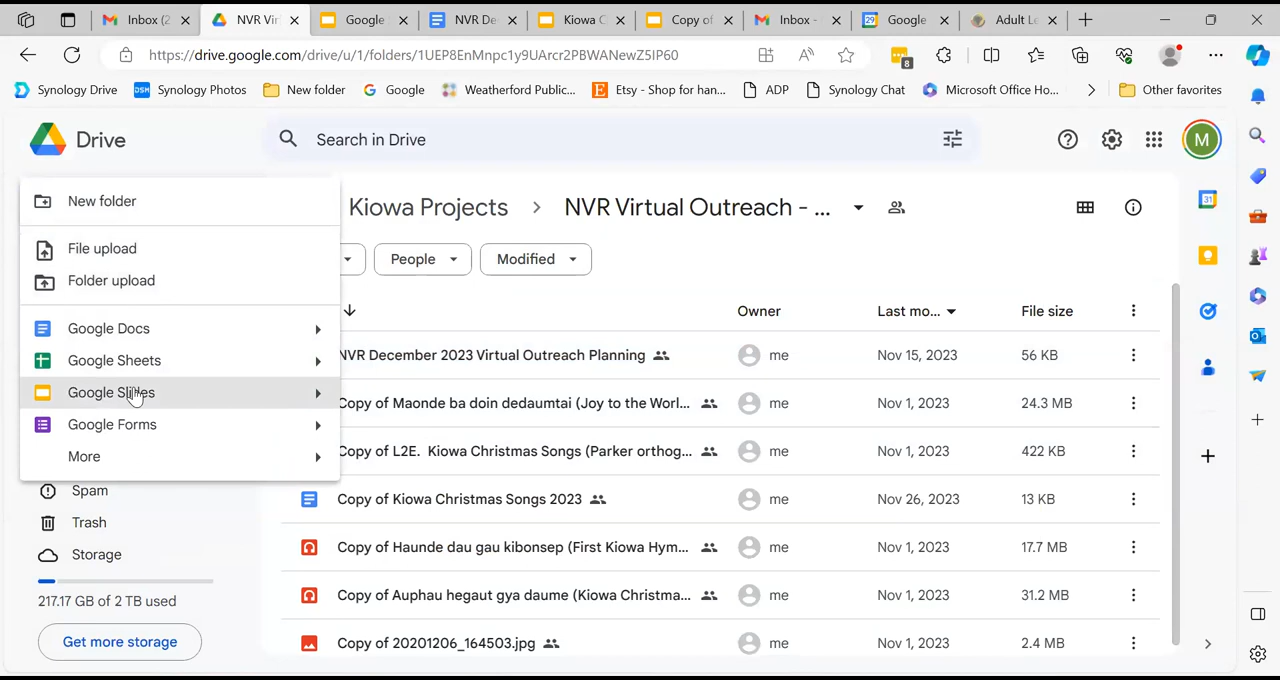 Inbox (2
NVR Vir
Google
NVR De
Kiowa C
Copy of
Inbox -
Google
Adult Le
https://drive.google.com/drive/u/1/folders/1UEP8EnMnpc1y9UArcr2PBWANewZ5IP60
8
Synology Drive
DSM
Synology Photos
New folder
Google
Weatherford Public...
Etsy - Shop for han...
ADP
Synology Chat
Microsoft Office Ho...
Other favorites
Drive
Search in Drive
M
New folder
File upload
Folder upload
Google Docs
Google Sheets
Google Slides
Google Forms
More
Spam
Trash
Storage
217.17 GB of 2 TB used
Get more storage
Kiowa Projects > NVR Virtual Outreach - ...
People
Modified
Owner
Last mo...
File size
NVR December 2023 Virtual Outreach Planning me Nov 15, 2023 56 KB
Copy of Maonde ba doin dedaumtai (Joy to the Worl... me Nov 1, 2023 24.3 MB
Copy of L2E. Kiowa Christmas Songs (Parker orthog... me Nov 1, 2023 422 KB
Copy of Kiowa Christmas Songs 2023 me Nov 26, 2023 13 KB
Copy of Haunde dau gau kibonsep (First Kiowa Hym... me Nov 1, 2023 17.7 MB
Copy of Auphau hegaut gya daume (Kiowa Christma... me Nov 1, 2023 31.2 MB
Copy of 20201206_164503.jpg me Nov 1, 2023 2.4 MB
31